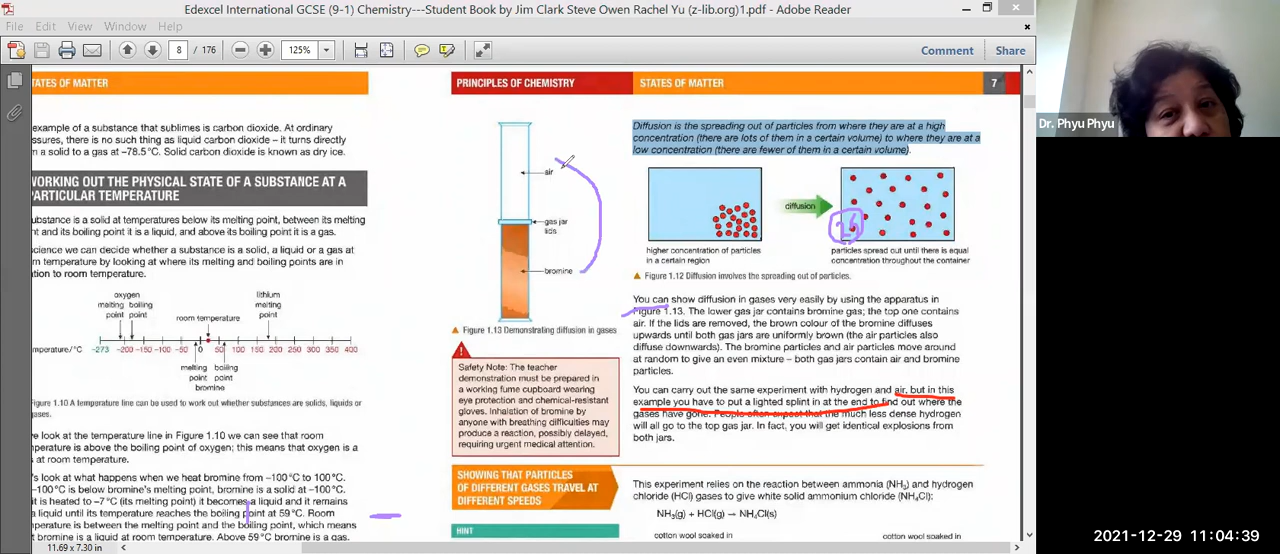 Edexcel International GCSE (9-1) Chemistry---Student Book by Jim Clark Steve Owen Rachel Yu (z-lib.org)1.pdf - Adobe Reader
File Edit View Window Help
8 / 176 125% Comment Share
TATES OF MATTER
example of a substance that sublimes is carbon dioxide. At ordinary
ssures, there is no such thing as liquid carbon dioxide – it turns directly
m a solid to a gas at –78.5 °C. Solid carbon dioxide is known as dry ice.
WORKING OUT THE PHYSICAL STATE OF A SUBSTANCE AT A
PARTICULAR TEMPERATURE
ubstance is a solid at temperatures below its melting point, between its melting
nt and its boiling point it is a liquid, and above its boiling point it is a gas.
science we can decide whether a substance is a solid, a liquid or a gas at
m temperature by looking at where its melting and boiling points are in
ation to room temperature.
oxygen
melting point
boiling point
room temperature
lithium
melting
point
mperature/°C
-273 -200 -150 -100 -50 0 50 100 150 200 250 300 350 400
melting
point
boiling
point
bromine
Figure 1.10 A temperature line can be used to work out whether substances are solids, liquids or
gases.
e look at the temperature line in Figure 1.10 we can see that room
perature is above the boiling point of oxygen; this means that oxygen is a
s at room temperature.
's look at what happens when we heat bromine from –100 °C to 100 °C.
–100 °C is below bromine's melting point, bromine is a solid at –100 °C.
it is heated to –7 °C (its melting point) it becomes a liquid and it remains
a liquid until its temperature reaches the boiling point at 59 °C. Room
mperature is between the melting point and the boiling point, which means
bromine is a liquid at room temperature. Above 59 °C bromine is a gas.
11.69 x 7.30 in
PRINCIPLES OF CHEMISTRY
STATES OF MATTER
7
air
gas jar
lids
bromine
Figure 1.13 Demonstrating diffusion in gases
Safety Note: The teacher
demonstration must be prepared in
a working fume cupboard wearing
eye protection and chemical-resistant
gloves. Inhalation of bromine by
anyone with breathing difficulties may
produce a reaction, possibly delayed,
requiring urgent medical attention.
SHOWING THAT PARTICLES
OF DIFFERENT GASES TRAVEL AT
DIFFERENT SPEEDS
HINT
Diffusion is the spreading out of particles from where they are at a high
concentration (there are lots of them in a certain volume) to where they are at a
low concentration (there are fewer of them in a certain volume).
diffusion
higher concentration of particles
in a certain region
particles spread out until there is equal
concentration throughout the container
Figure 1.12 Diffusion involves the spreading out of particles.
You can show diffusion in gases very easily by using the apparatus in
Figure 1.13. The lower gas jar contains bromine gas; the top one contains
air. If the lids are removed, the brown colour of the bromine diffuses
upwards until both gas jars are uniformly brown (the air particles also
diffuse downwards). The bromine particles and air particles move around
at random to give an even mixture – both gas jars contain air and bromine
particles.
You can carry out the same experiment with hydrogen and air, but in this
example you have to put a lighted splint in at the end to find out where the
gases have gone. People often expect that the much less dense hydrogen
will all go to the top gas jar. In fact, you will get identical explosions from
both jars.
This experiment relies on the reaction between ammonia (NH₃) and hydrogen
chloride (HCl) gases to give white solid ammonium chloride (NH₄Cl):
NH₃(g) + HCl(g) → NH₄Cl(s)
cotton wool soaked in cotton wool soaked in
Dr. Phyu Phyu
2021-12-29 11:04:39